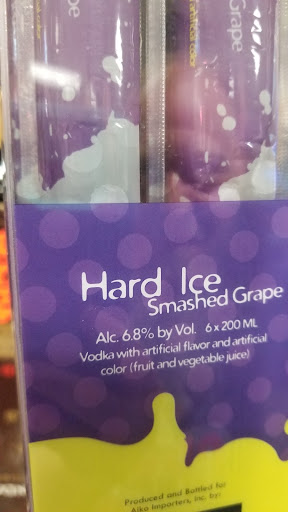 Grape
Hard Ice
Smashed Grape
Alc. 6.8% by Vol. 6 x 200 ML
Vodka with artificial flavor and artificial
color (fruit and vegetable juice)
Produced and Bottled for
Aiko Importers, Inc.